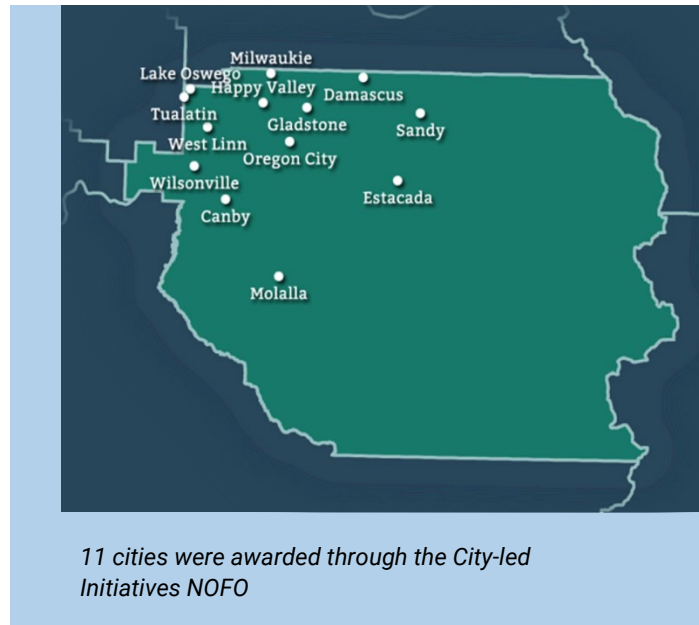 Milwaukie
Lake Oswego
Happy Valley
Damascus
Tualatin
Gladstone
Sandy
West Linn
Oregon City
Wilsonville
Estacada
Canby
Molalla
11 cities were awarded through the City-led
Initiatives NOFO